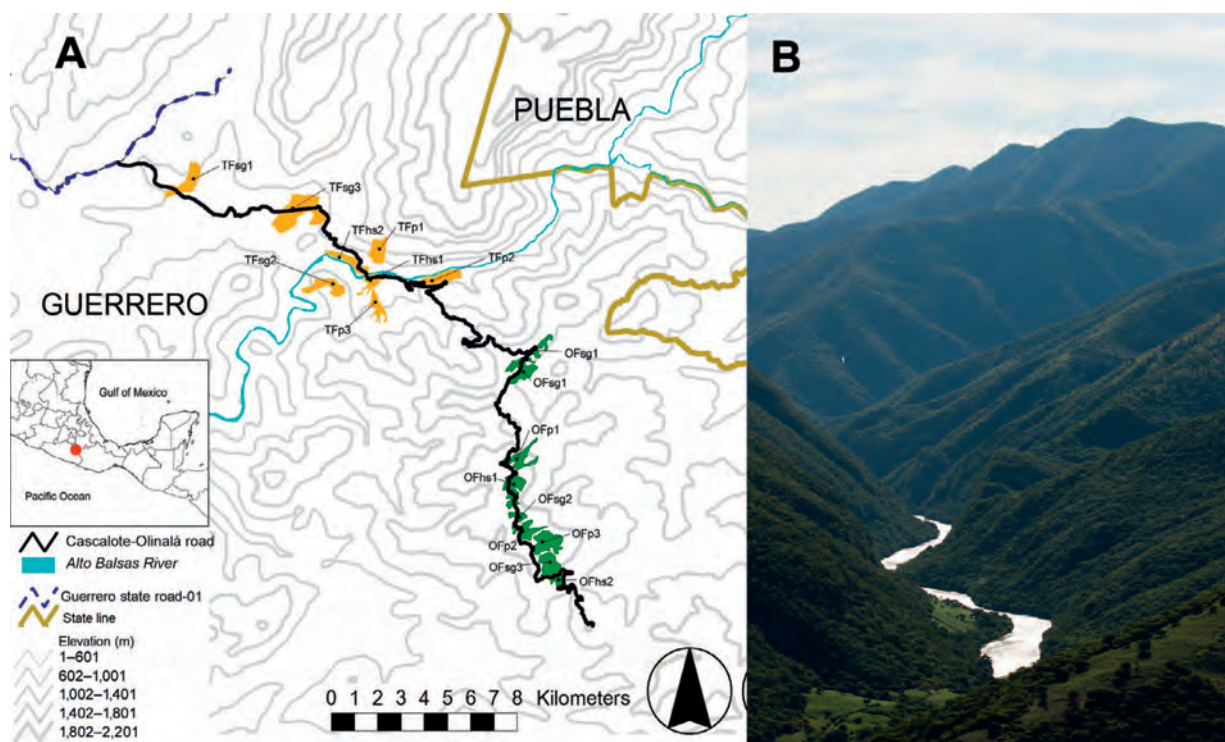 A
B
PUEBLA
TFsg1
TFsg3
TFhs2
TFp1
TFhs1
TFp2
TFsg2
TFp3
GUERRERO
OFsg1
OFsg1
OFp1
OFhs1
OFsg2
OFp2
OFp3
OFsg3
OFhs2
Gulf of Mexico
Pacific Ocean
Cascalote-Olinalá road
Alto Balsas River
Guerrero state road-01
State line
Elevation (m)
1–601
602–1,001
1,002–1,401
1,402–1,801
1,802–2,201
0 1 2 3 4 5 6 7 8 Kilometers